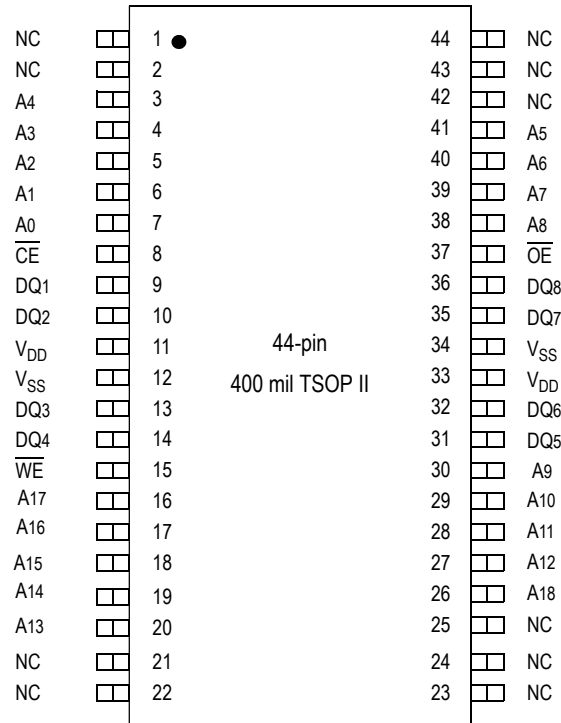 NC 1 44 NC
NC 2 43 NC
A4 3 42 NC
A3 4 41 A5
A2 5 40 A6
A1 6 39 A7
A0 7 38 A8
C̅E̅ 8 37 O̅E̅
DQ1 9 36 DQ8
DQ2 10 35 DQ7
VDD 11 44-pin 34 VSS
VSS 12 400 mil TSOP II 33 VDD
DQ3 13 32 DQ6
DQ4 14 31 DQ5
W̅E̅ 15 30 A9
A17 16 29 A10
A16 17 28 A11
A15 18 27 A12
A14 19 26 A18
A13 20 25 NC
NC 21 24 NC
NC 22 23 NC